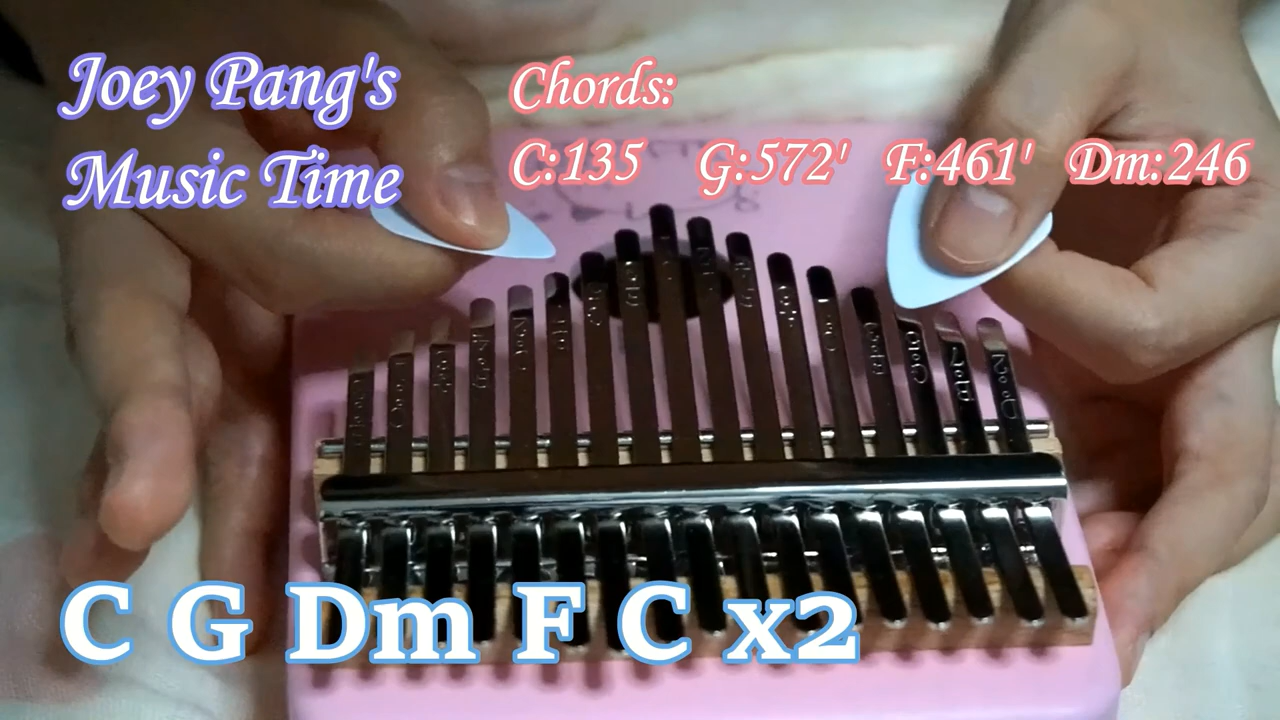 Joey Pang's
Music Time
Chords:
C:135 G:572' F:461' Dm:246
C G Dm F C x2